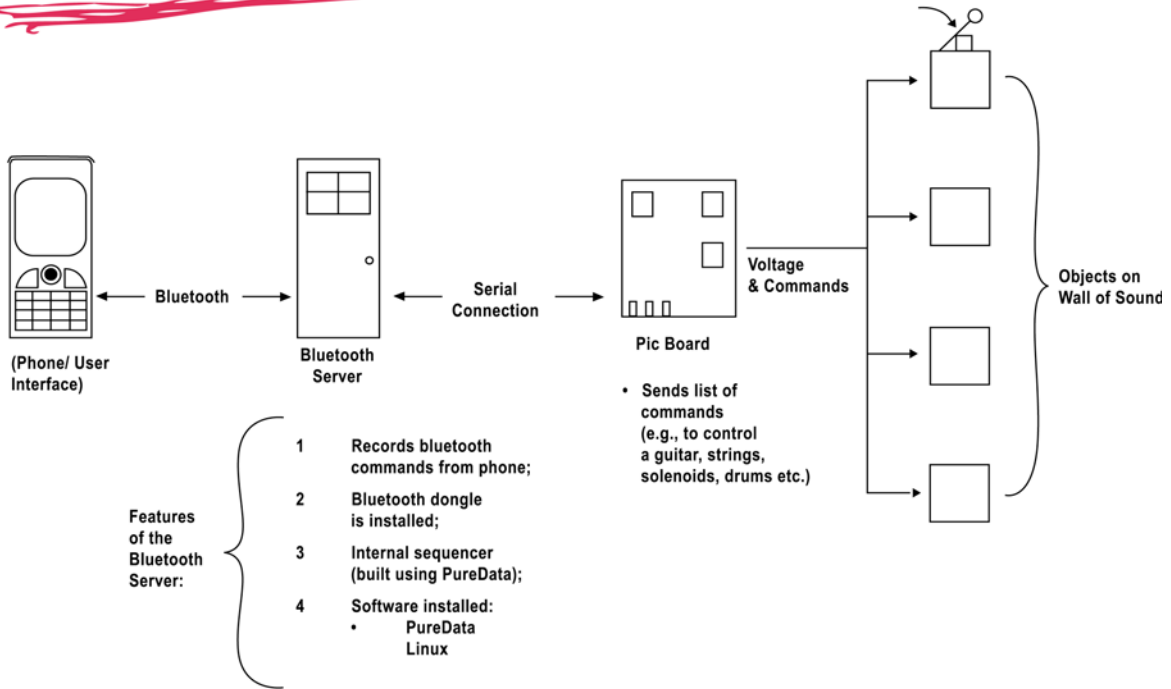 Bluetooth
(Phone/ User
Interface)
Bluetooth
Server
Serial
Connection
Pic Board
• Sends list of
commands
(e.g., to control
a guitar, strings,
solenoids, drums etc.)
Voltage
& Commands
Objects on
Wall of Sound
Features
of the
Bluetooth
Server:
1 Records bluetooth
commands from phone;
2 Bluetooth dongle
is installed;
3 Internal sequencer
(built using PureData);
4 Software installed:
• PureData
Linux